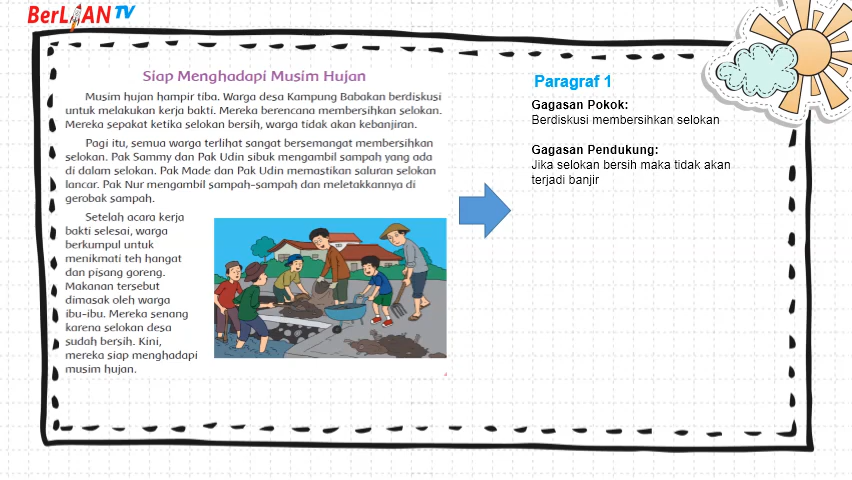 BerLIAN TV
Siap Menghadapi Musim Hujan
Musim hujan hampir tiba. Warga desa Kampung Babakan berdiskusi
untuk melakukan kerja bakti. Mereka berencana membersihkan selokan.
Mereka sepakat ketika selokan bersih, warga tidak akan kebanjiran.
Pagi itu, semua warga terlihat sangat bersemangat membersihkan
selokan. Pak Sammy dan Pak Udin sibuk mengambil sampah yang ada
di dalam selokan. Pak Made dan Pak Udin memastikan saluran selokan
lancar. Pak Nur mengambil sampah-sampah dan meletakkannya di
gerobak sampah.
Setelah acara kerja
bakti selesai, warga
berkumpul untuk
menikmati teh hangat
dan pisang goreng.
Makanan tersebut
dimasak oleh warga
ibu-ibu. Mereka senang
karena selokan desa
sudah bersih. Kini,
mereka siap menghadapi
musim hujan.
Paragraf 1
Gagasan Pokok:
Berdiskusi membersihkan selokan
Gagasan Pendukung:
Jika selokan bersih maka tidak akan
terjadi banjir